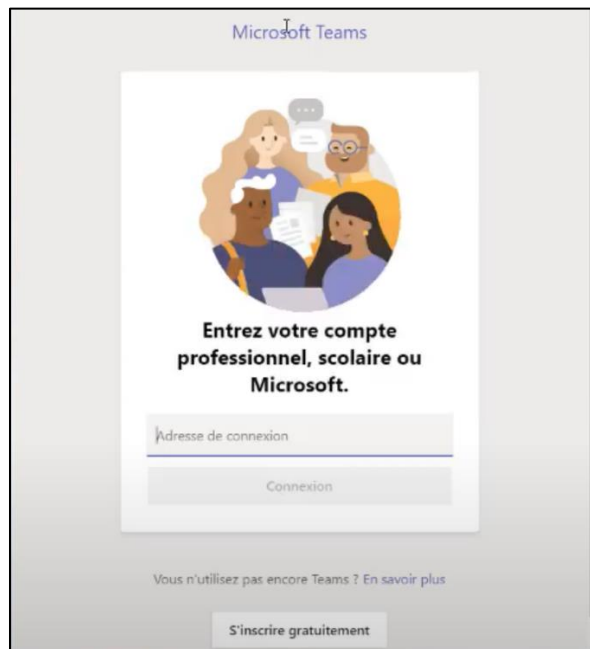 Microsoft Teams
Entrez votre compte
professionnel, scolaire ou
Microsoft.
Adresse de connexion
Connexion
Vous n'utilisez pas encore Teams ? En savoir plus
S'inscrire gratuitement